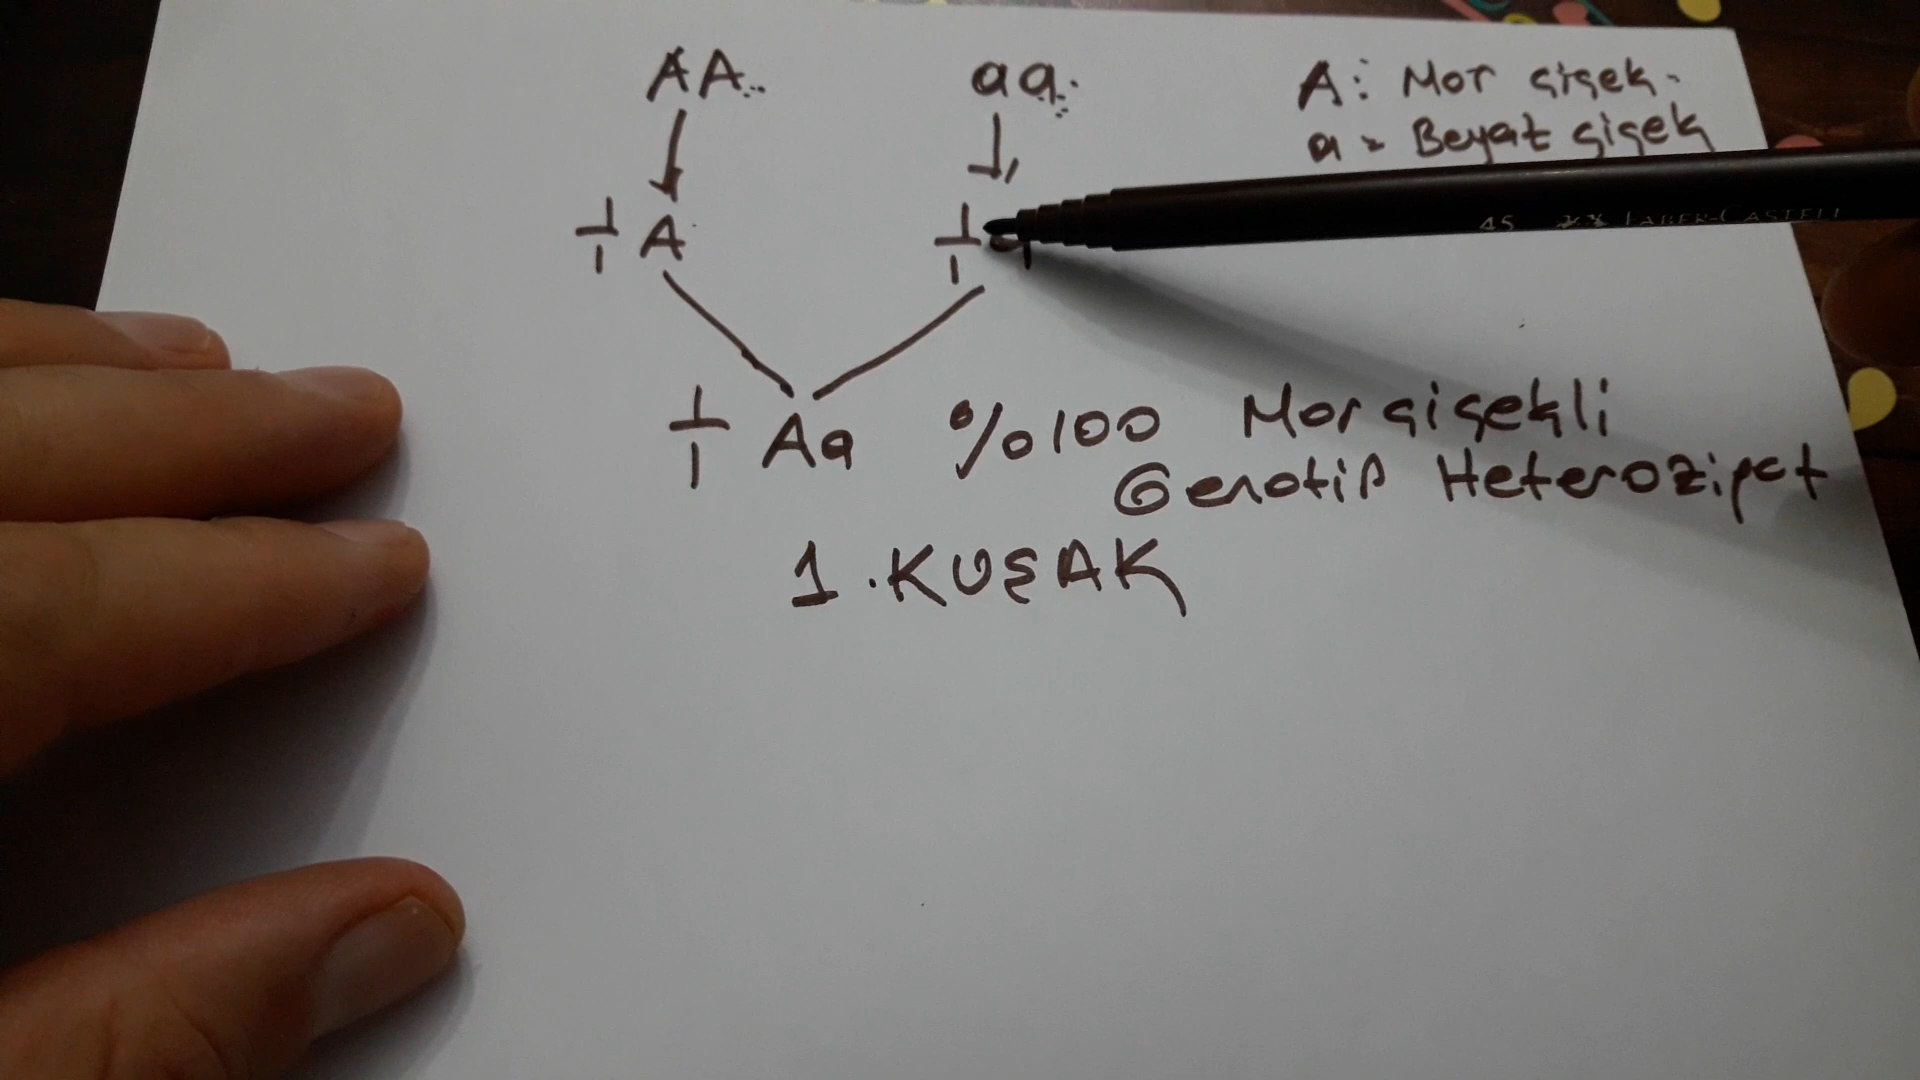 AA aa A: Mor çiçek
a = Beyaz çiçek
1/1 A 1/1 a
45 FABER-CASTELL
1/1 Aa %100 Mor çiçekli
Genotip Heterozigot
1.KUŞAK